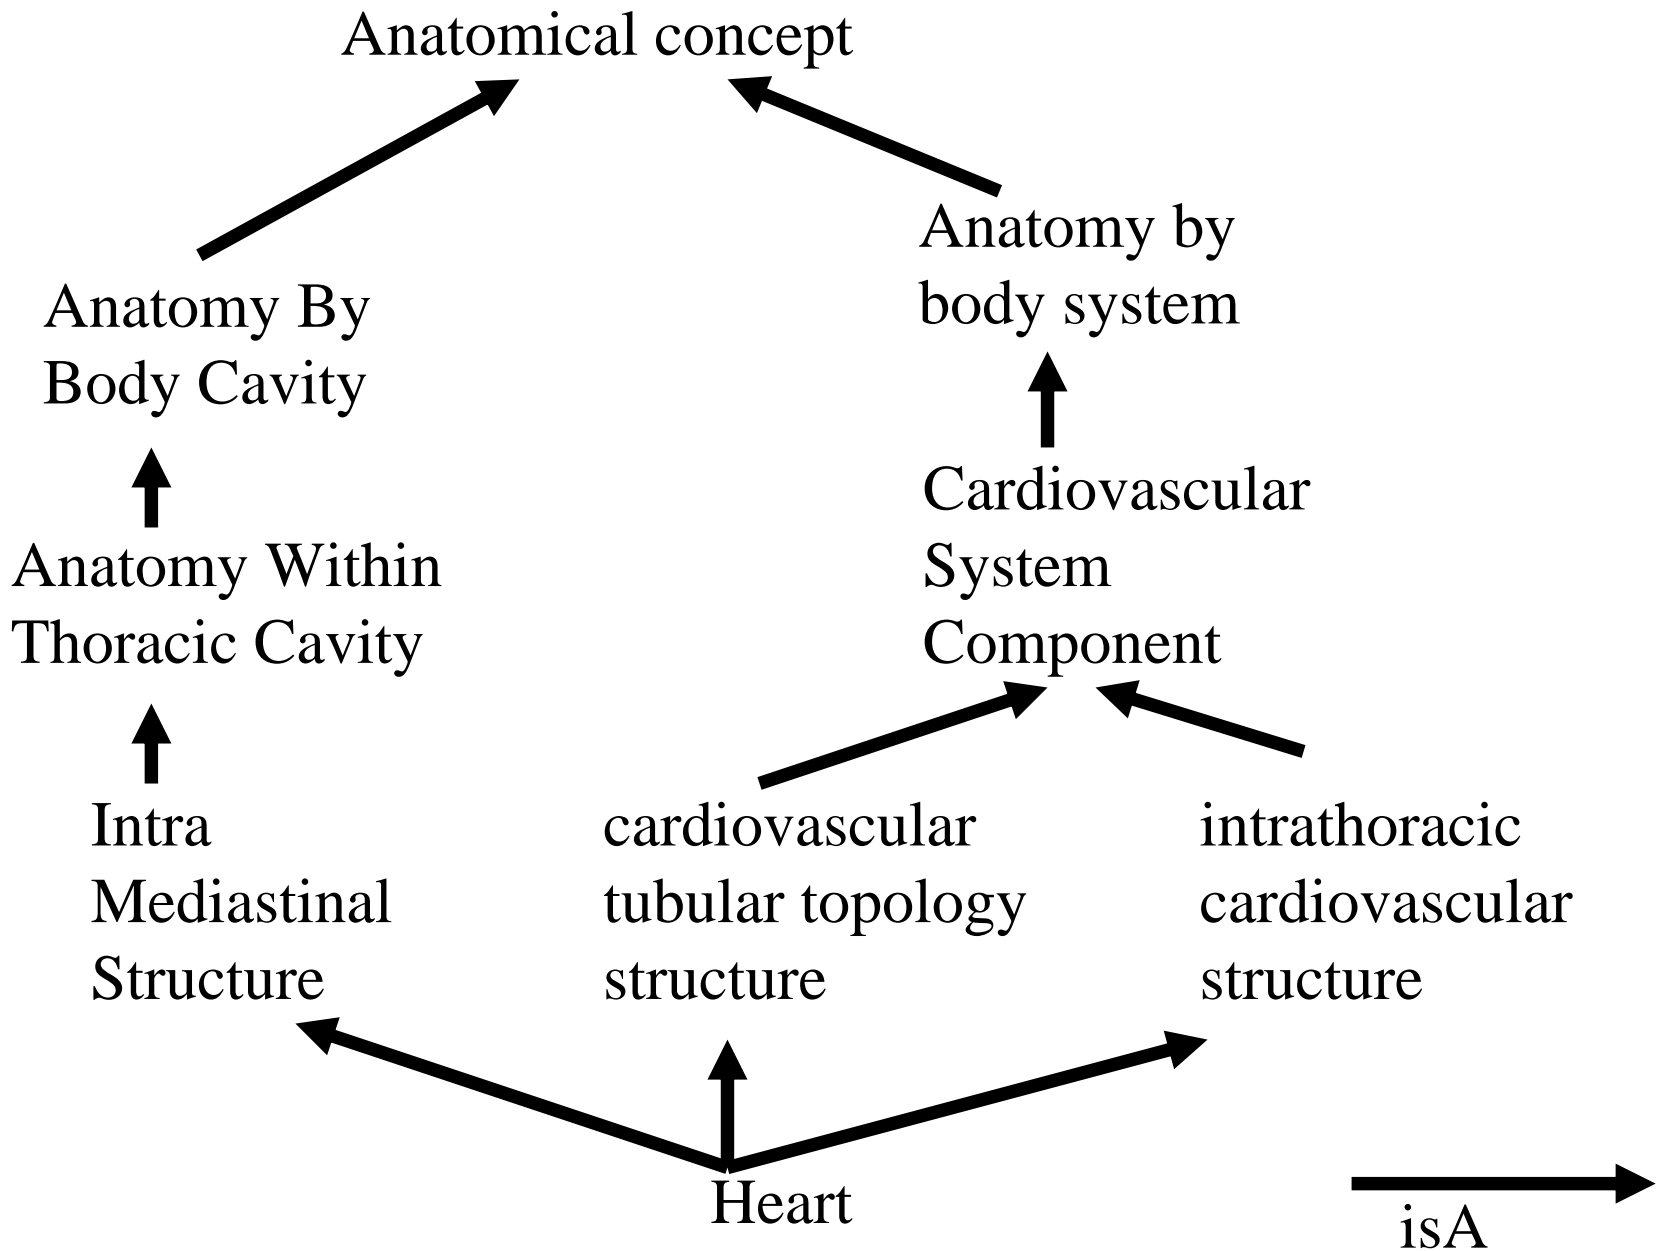 Anatomical concept
Anatomy by
body system
Anatomy By
Body Cavity
Cardiovascular
System
Component
Anatomy Within
Thoracic Cavity
Intra
Mediastinal
Structure
cardiovascular
tubular topology
structure
intrathoracic
cardiovascular
structure
Heart
isA